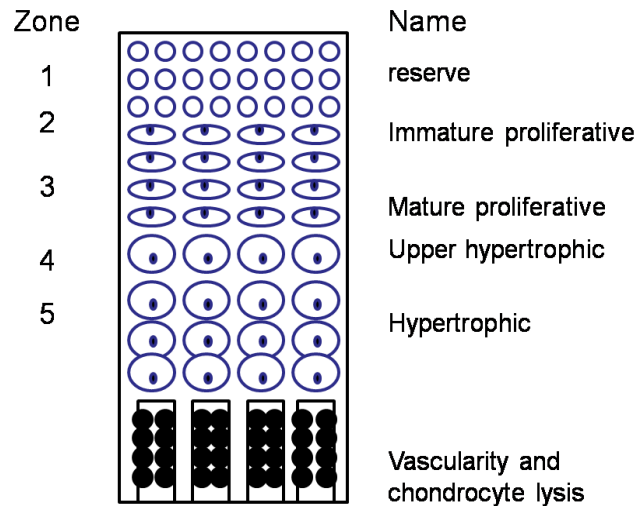 Zone
Name
1
reserve
2
Immature proliferative
3
Mature proliferative
4
Upper hypertrophic
5
Hypertrophic
Vascularity and
chondrocyte lysis